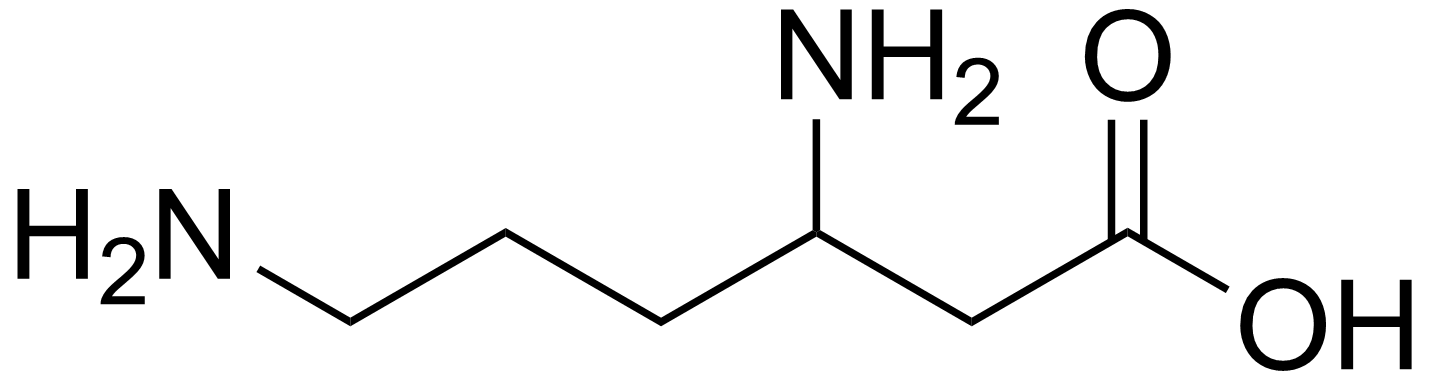 NH₂ O
H₂N
OH